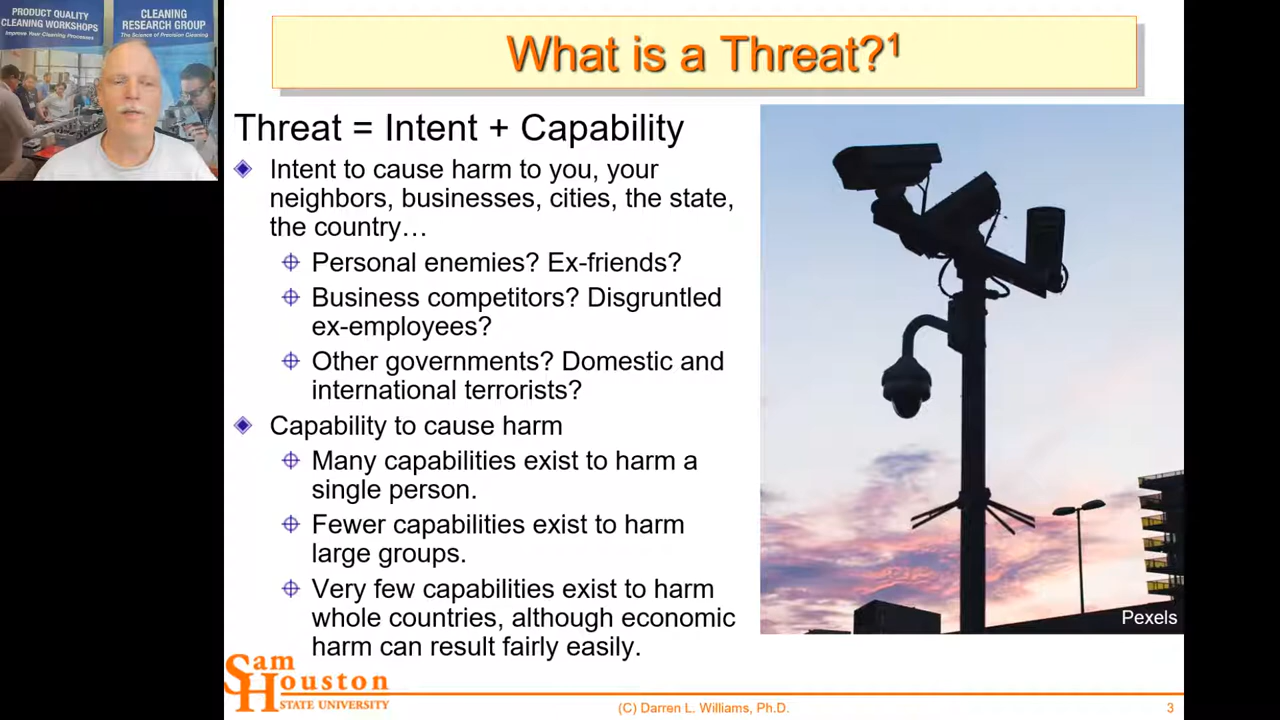 PRODUCT QUALITY
CLEANING WORKSHOPS
Improve Your Cleaning Processes
CLEANING
RESEARCH GROUP
The Science of Precision Cleaning
What is a Threat?¹
Threat = Intent + Capability
Intent to cause harm to you, your
neighbors, businesses, cities, the state,
the country…
Personal enemies? Ex-friends?
Business competitors? Disgruntled
ex-employees?
Other governments? Domestic and
international terrorists?
Capability to cause harm
Many capabilities exist to harm a
single person.
Fewer capabilities exist to harm
large groups.
Very few capabilities exist to harm
whole countries, although economic
harm can result fairly easily.
Pexels
Sam
Houston
STATE UNIVERSITY
(C) Darren L. Williams, Ph.D.
3